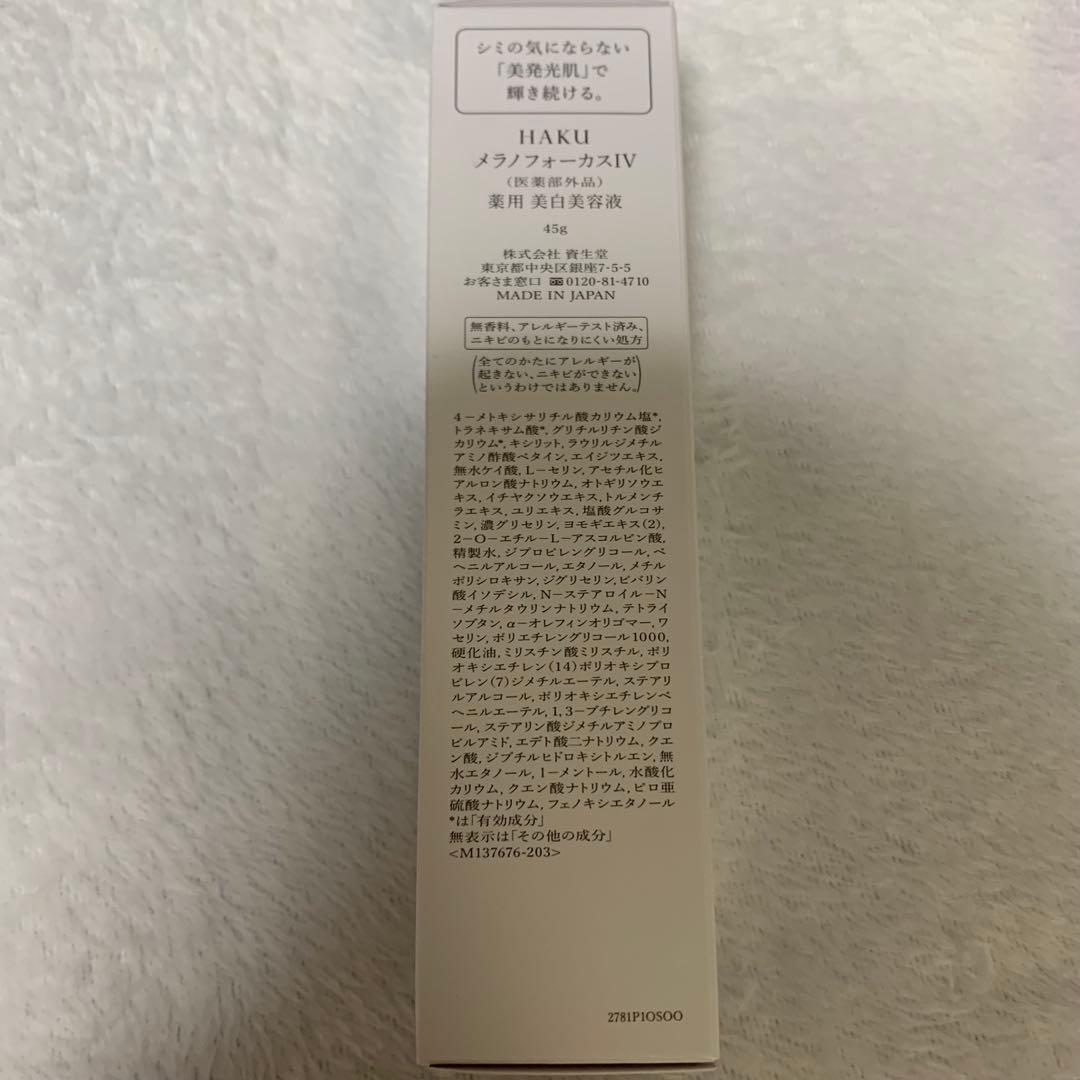 シミの気にならない
「美発光肌」で
輝き続ける。
HAKU
メラノフォーカスIV
（医薬部外品）
薬用 美白美容液
45g
株式会社 資生堂
東京都中央区銀座7-5-5
お客さま窓口 0120-81-4710
MADE IN JAPAN
無香料、アレルギーテスト済み、
ニキビのもとになりにくい処方
(全てのかたにアレルギーが
起きない、ニキビができない
というわけではありません。)
4－メトキシサリチル酸カリウム塩*,
トラネキサム酸*, グリチルリチン酸ジ
カリウム*, キシリット, ラウリルジメチル
アミノ酢酸ベタイン, エイジツエキス,
無水ケイ酸, L－セリン, アセチル化ヒ
アルロン酸ナトリウム, オトギリソウエ
キス, イチヤクソウエキス, トルメンチ
ラエキス, ユリエキス, 塩酸グルコサ
ミン, 濃グリセリン, ヨモギエキス(2),
2－O－エチル－L－アスコルビン酸,
精製水, ジプロピレングリコール, ベ
ヘニルアルコール, エタノール, メチル
ポリシロキサン, ジグリセリン, ピバリン
酸イソデシル, N－ステアロイル－N
－メチルタウリンナトリウム, テトライ
ソブタン, α－オレフィンオリゴマー, ワ
セリン, ポリエチレングリコール1000,
硬化油, ミリスチン酸ミリスチル, ポリ
オキシエチレン(14)ポリオキシプロ
ピレン(7)ジメチルエーテル, ステアリ
ルアルコール, ポリオキシエチレンベ
ヘニルエーテル, 1,3－ブチレングリコ
ール, ステアリン酸ジメチルアミノプロ
ピルアミド, エデト酸二ナトリウム, クエ
ン酸, ジブチルヒドロキシトルエン, 無
水エタノール, l－メントール, 水酸化
カリウム, クエン酸ナトリウム, ピロ亜
硫酸ナトリウム, フェノキシエタノール
*は「有効成分」
無表示は「その他の成分」
<M137676-203>
2781P1OSOO